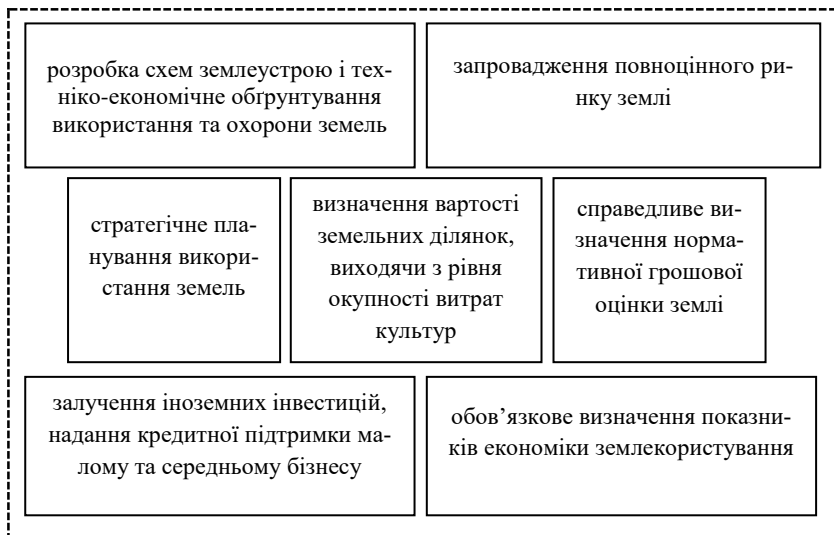 розробка схем землеустрою і тех-
ніко-економічне обґрунтування
використання та охорони земель
запровадження повноцінного ри-
нку землі
стратегічне пла-
нування викори-
стання земель
визначення вартості
земельних ділянок,
виходячи з рівня
окупності витрат
культур
справедливе ви-
значення норма-
тивної грошової
оцінки землі
залучення іноземних інвестицій,
надання кредитної підтримки ма-
лому та середньому бізнесу
обов’язкове визначення показни-
ків економіки землекористування